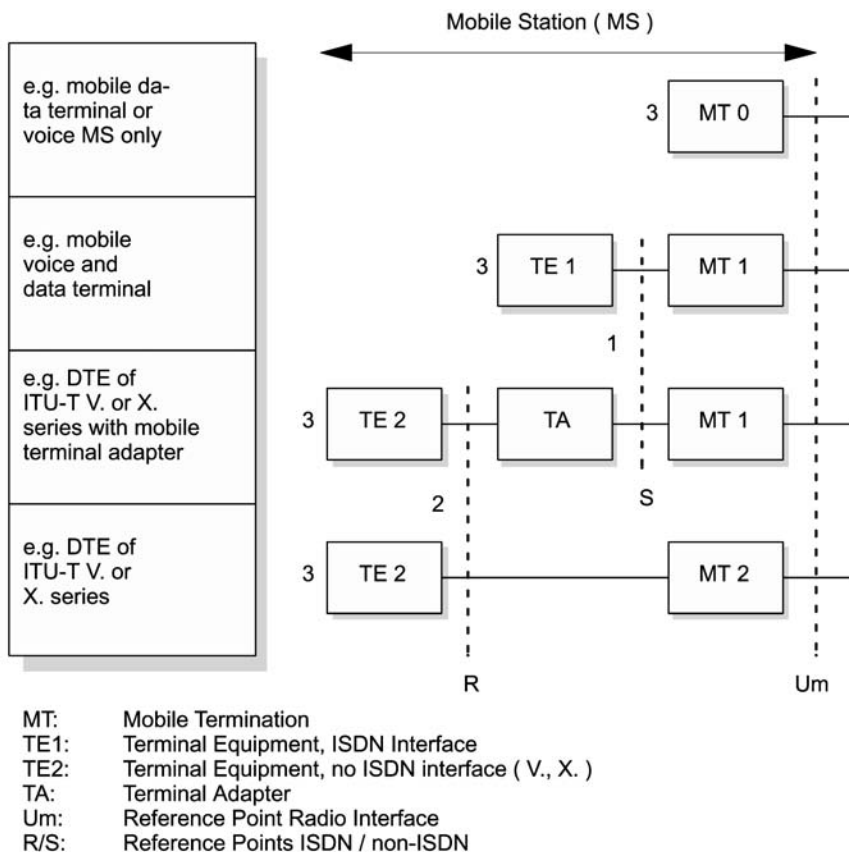 Mobile Station ( MS )
e.g. mobile da-
ta terminal or
voice MS only
3
MT 0
e.g. mobile
voice and
data terminal
3
TE 1
MT 1
1
e.g. DTE of
ITU-T V. or X.
series with mobile
terminal adapter
3
TE 2
TA
MT 1
2
S
e.g. DTE of
ITU-T V. or
X. series
3
TE 2
MT 2
R
Um
MT: Mobile Termination
TE1: Terminal Equipment, ISDN Interface
TE2: Terminal Equipment, no ISDN interface ( V., X. )
TA: Terminal Adapter
Um: Reference Point Radio Interface
R/S: Reference Points ISDN / non-ISDN